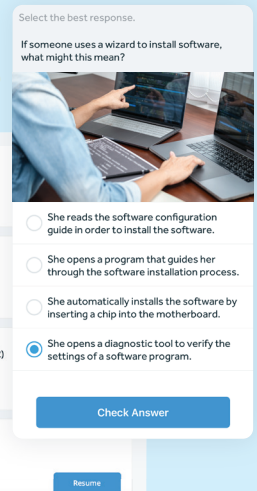 Select the best response.
If someone uses a wizard to install software,
what might this mean?
She reads the software configuration
guide in order to install the software.
She opens a program that guides her
through the software installation process.
She automatically installs the software by
inserting a chip into the motherboard.
She opens a diagnostic tool to verify the
settings of a software program.
Check Answer
Resume